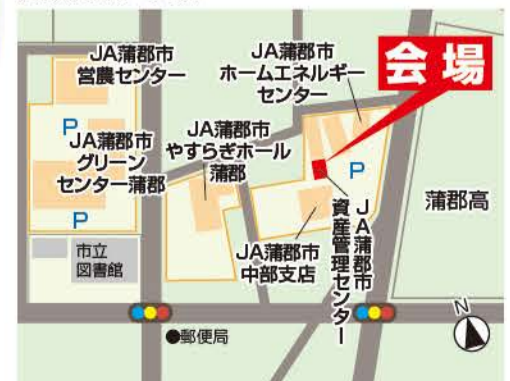 JA蒲郡市
営農センター
JA蒲郡市
ホームエネルギー
センター
会場
P
JA蒲郡市
グリーン
センター蒲郡
P
JA蒲郡市
やすらぎホール
蒲郡
P
蒲郡高
JA蒲郡市
資産管理センター
JA蒲郡市
中部支店
市立
図書館
●郵便局
N